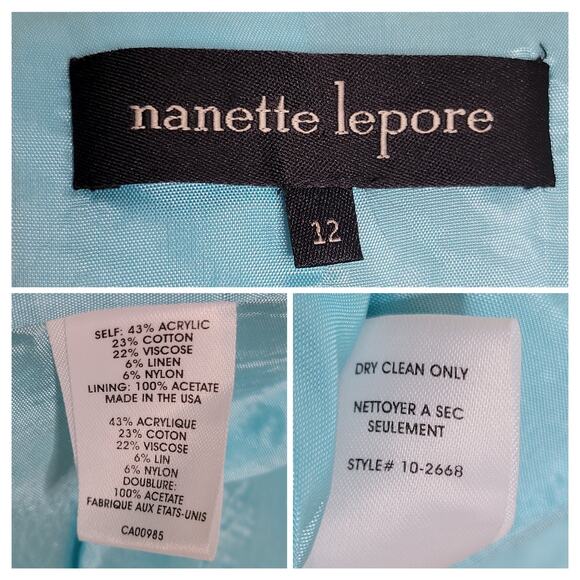 nanette lepore
12
SELF: 43% ACRYLIC
23% COTTON
22% VISCOSE
6% LINEN
6% NYLON
LINING: 100% ACETATE
MADE IN THE USA
43% ACRYLIQUE
23% COTON
22% VISCOSE
6% LIN
6% NYLON
DOUBLURE:
100% ACETATE
FABRIQUE AUX ETATS-UNIS
CA00985
DRY CLEAN ONLY
NETTOYER A SEC
SEULEMENT
STYLE# 10-2668